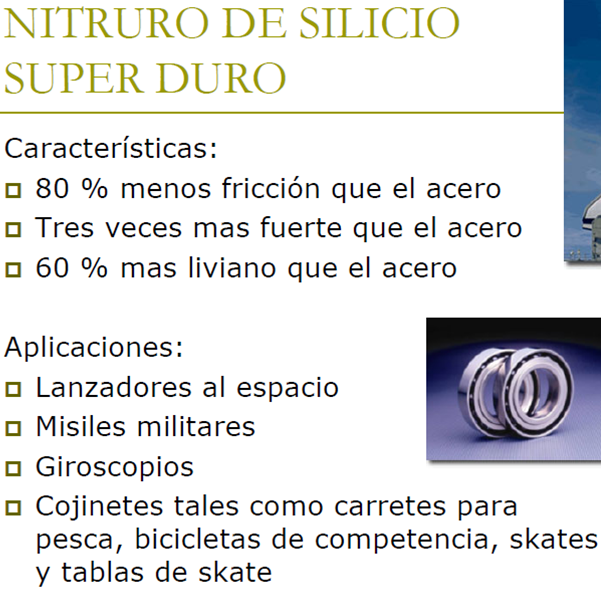 NITRURO DE SILICIO
SUPER DURO
Características:
80 % menos fricción que el acero
Tres veces mas fuerte que el acero
60 % mas liviano que el acero
Aplicaciones:
Lanzadores al espacio
Misiles militares
Giroscopios
Cojinetes tales como carretes para
pesca, bicicletas de competencia, skates
y tablas de skate